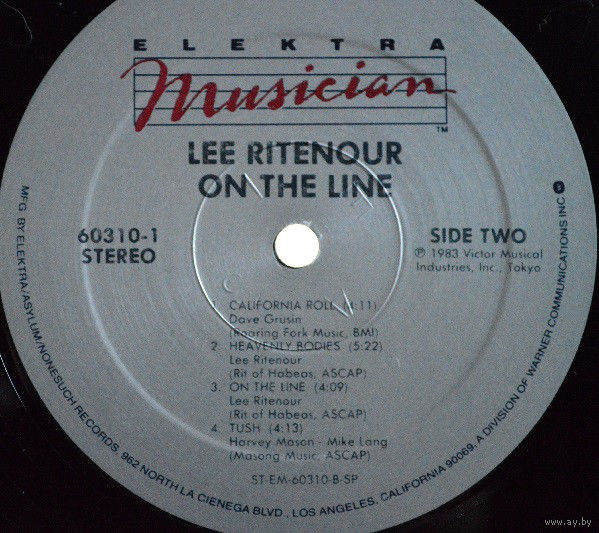 ELEKTRA
Musician
TM
LEE RITENOUR
ON THE LINE
60310-1
STEREO
SIDE TWO
℗ 1983 Victor Musical
Industries, Inc., Tokyo
1. CALIFORNIA ROLL (4:11)
Dave Grusin
(Roaring Fork Music, BMI)
2. HEAVENLY BODIES (5:22)
Lee Ritenour
(Rit of Habeas, ASCAP)
3. ON THE LINE (4:09)
Lee Ritenour
(Rit of Habeas, ASCAP)
4. TUSH (4:13)
Harvey Mason - Mike Lang
(Masong Music, ASCAP)
ST-EM-60310-B-SP
MFG. BY ELEKTRA/ASYLUM/NONESUCH RECORDS, 962 NORTH LA CIENEGA BLVD., LOS ANGELES, CALIFORNIA 90069-A DIVISION OF WARNER COMMUNICATIONS INC.
www.ay.by